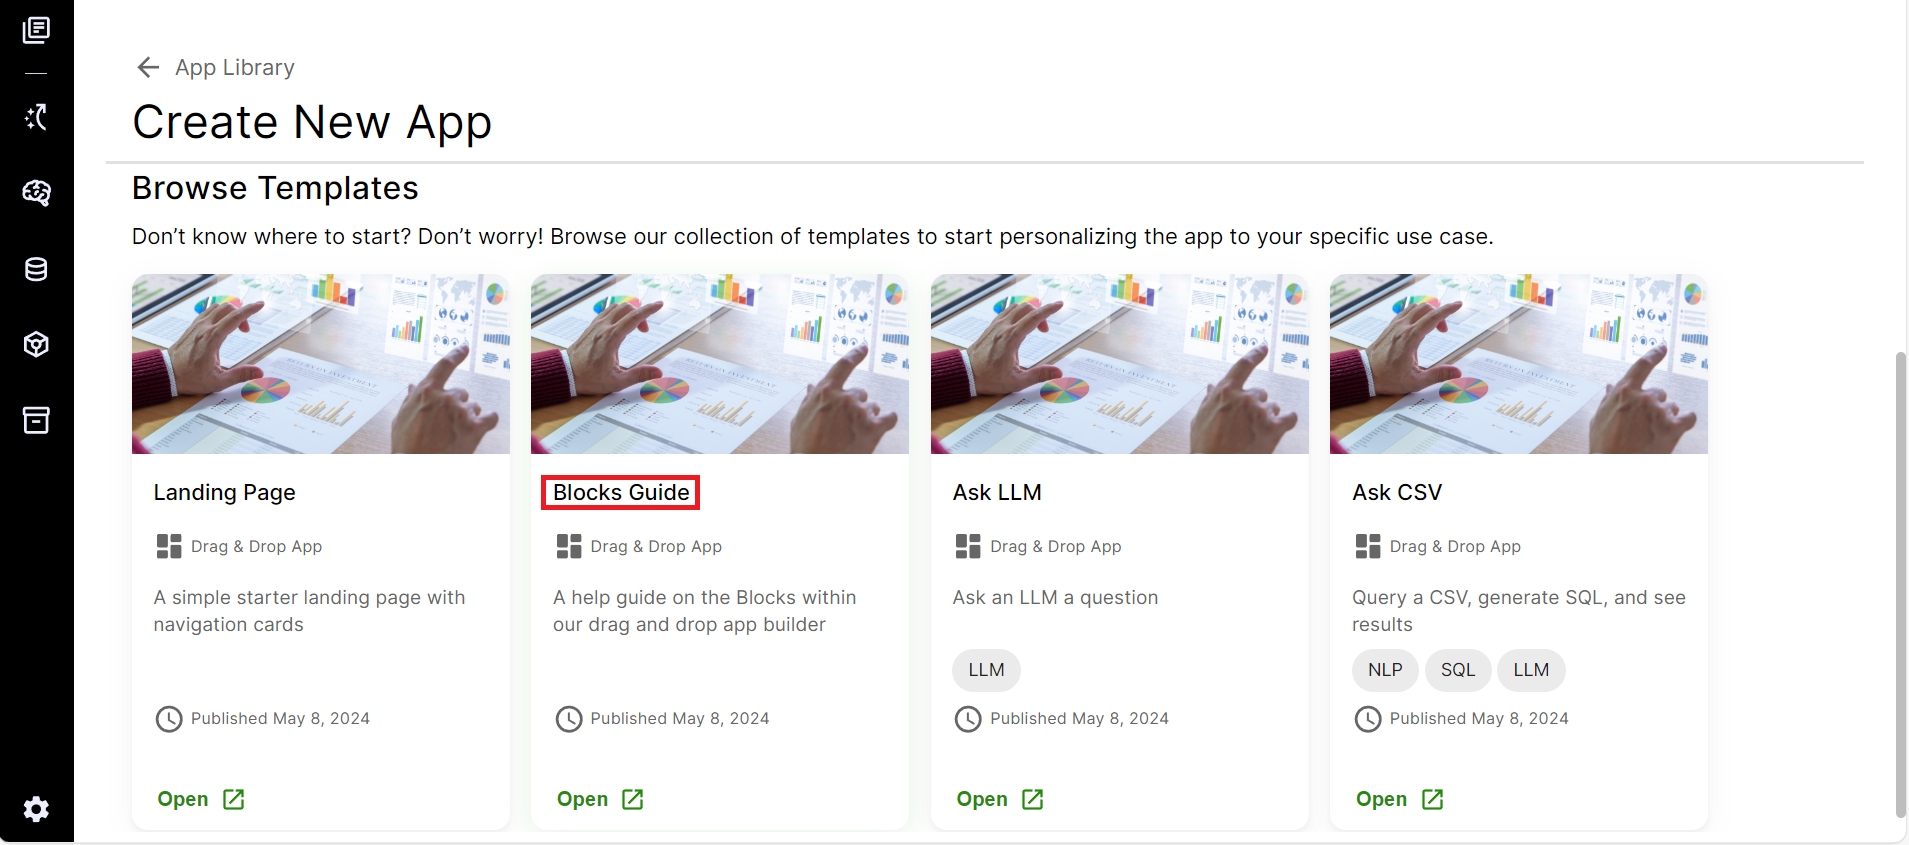 App Library
Create New App
Browse Templates
Don’t know where to start? Don’t worry! Browse our collection of templates to start personalizing the app to your specific use case.
Landing Page
Drag & Drop App
A simple starter landing page with
navigation cards
Published May 8, 2024
Open
Blocks Guide
Drag & Drop App
A help guide on the Blocks within
our drag and drop app builder
Published May 8, 2024
Open
Ask LLM
Drag & Drop App
Ask an LLM a question
LLM
Published May 8, 2024
Open
Ask CSV
Drag & Drop App
Query a CSV, generate SQL, and see
results
NLP SQL LLM
Published May 8, 2024
Open